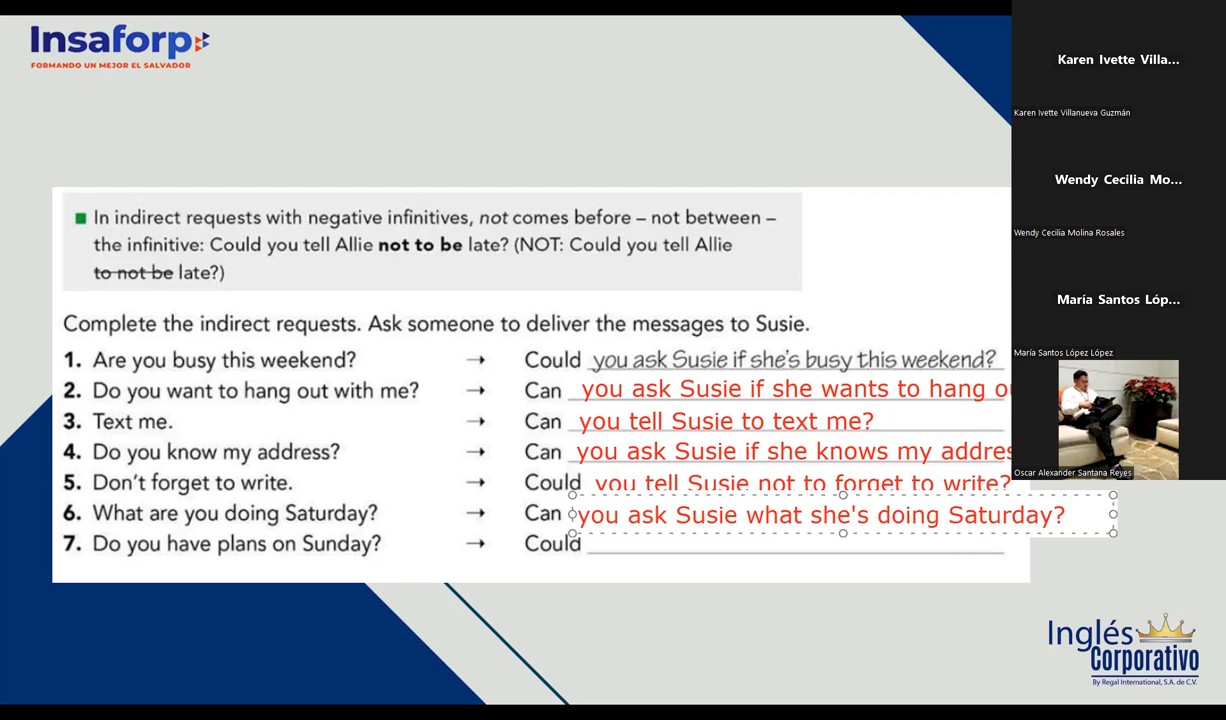 Insaforp
FORMANDO UN MEJOR EL SALVADOR
In indirect requests with negative infinitives, not comes before – not between –
the infinitive: Could you tell Allie not to be late? (NOT: Could you tell Allie
to not be late?)
Complete the indirect requests. Ask someone to deliver the messages to Susie.
1. Are you busy this weekend? → Could you ask Susie if she's busy this weekend?
2. Do you want to hang out with me? → Can you ask Susie if she wants to hang
3. Text me. → Can you tell Susie to text me?
4. Do you know my address? → Can you ask Susie if she knows my addres
5. Don't forget to write. → Could you tell Susie not to forget to write?
6. What are you doing Saturday? → Can you ask Susie what she's doing Saturday?
7. Do you have plans on Sunday? → Could
Karen Ivette Villa...
Karen Ivette Villanueva Guzmán
Wendy Cecilia Mo...
Wendy Cecilia Molina Rosales
María Santos Lóp...
María Santos López López
Oscar Alexander Santana Reyes
Inglés
Corporativo
By Regal International, S.A. de C.V.